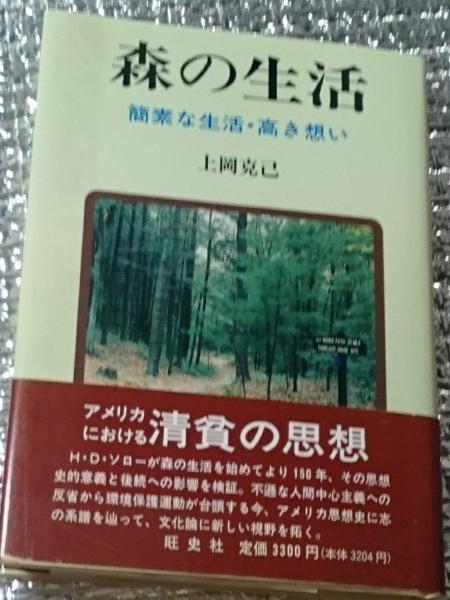 森の生活
簡素な生活・高き想い
上岡克己
アメリカ
における清貧の思想
H・D・ソローが森の生活を始めてより150年、その思想
史的意義と後続への影響を検証。不遜な人間中心主義への
反省から環境保護運動が台頭する今、アメリカ思想史に志
の系譜を辿って、文化論に新しい視野を拓く。
旺史社 定価3300円(本体3204円)